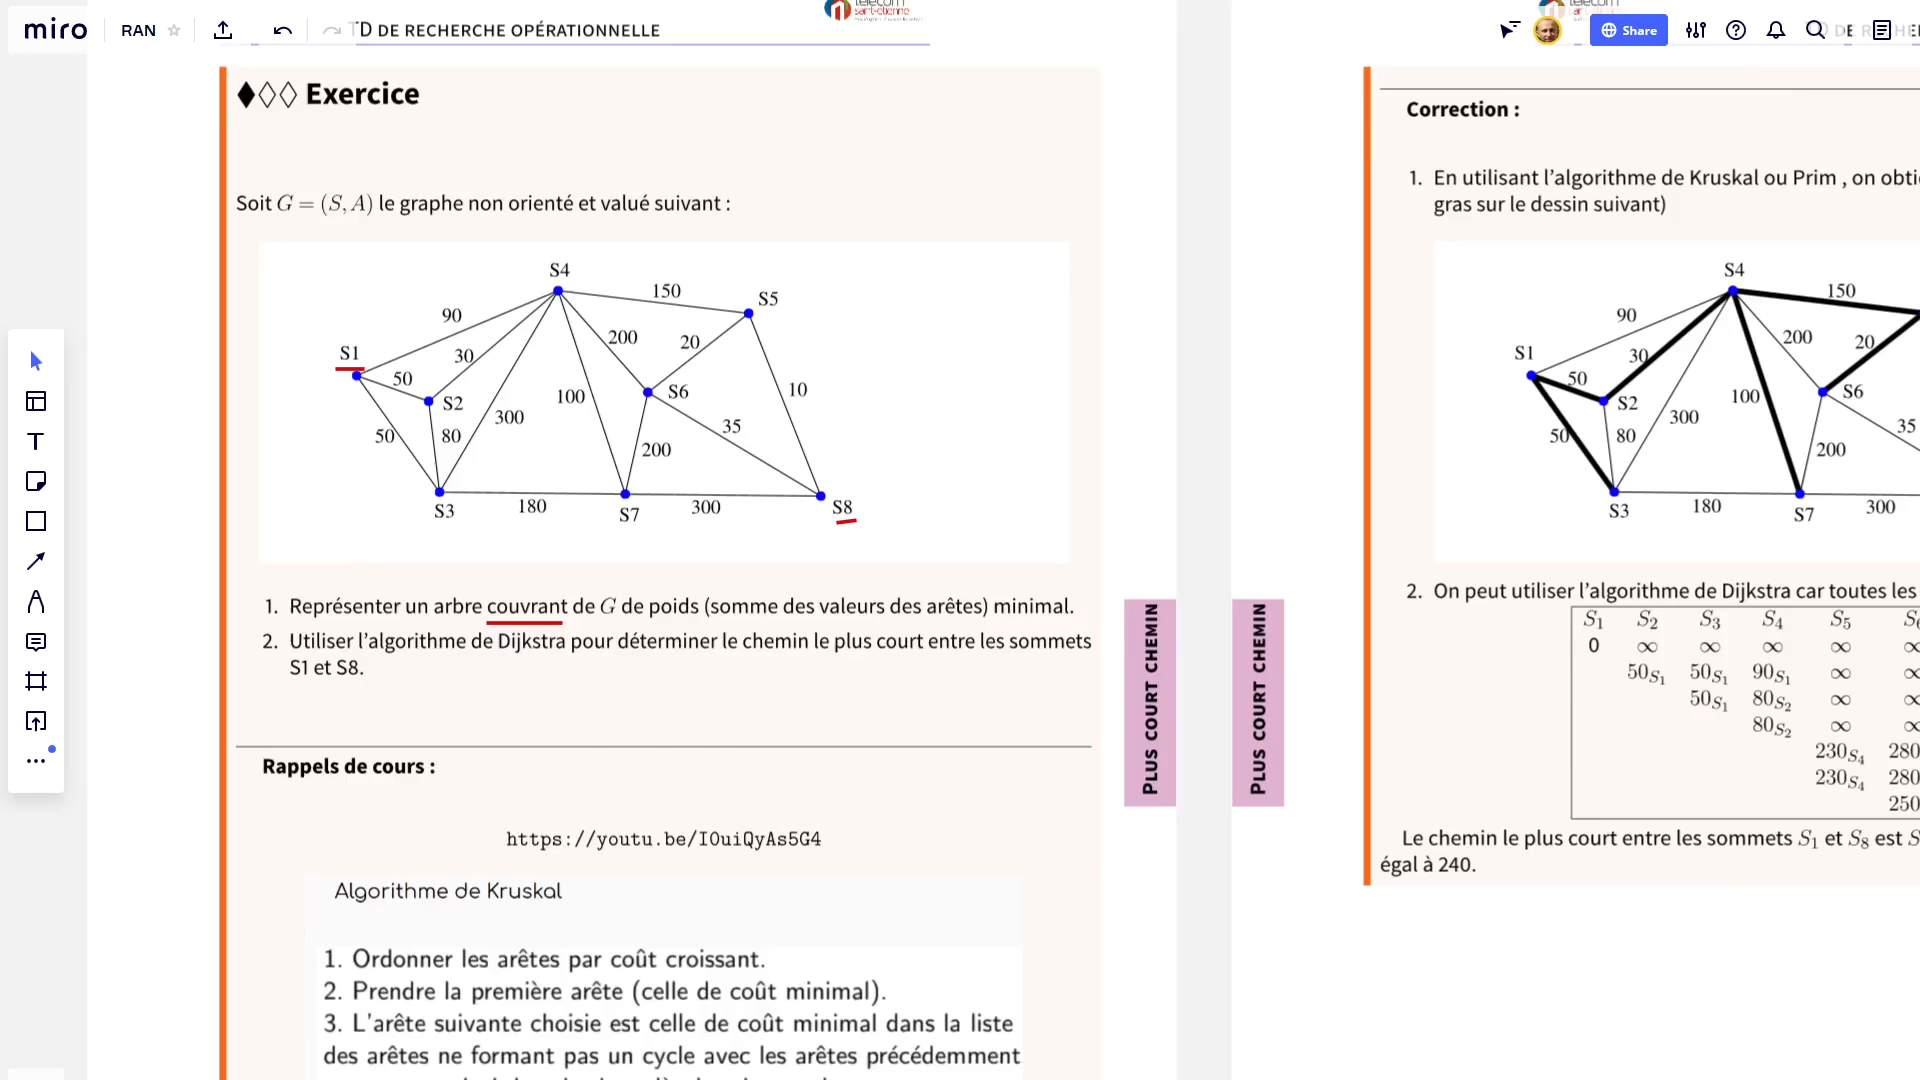 miro
RAN
TD DE RECHERCHE OPÉRATIONNELLE
Share
Exercice
Soit G = (S, A) le graphe non orienté et valué suivant :
S4
150
S5
90
200
20
S1
30
50
100
10
S6
S2
300
35
50
80
200
S3
180
S7
300
S8
1. Représenter un arbre couvrant de G de poids (somme des valeurs des arêtes) minimal.
2. Utiliser l’algorithme de Dijkstra pour déterminer le chemin le plus court entre les sommets
S1 et S8.
PLUS COURT CHEMIN
Rappels de cours :
https://youtu.be/I0uiQyAs5G4
Algorithme de Kruskal
1. Ordonner les arêtes par coût croissant.
2. Prendre la première arête (celle de coût minimal).
3. L'arête suivante choisie est celle de coût minimal dans la liste
des arêtes ne formant pas un cycle avec les arêtes précédemment
Correction :
1. En utilisant l’algorithme de Kruskal ou Prim , on obti
gras sur le dessin suivant)
S4
150
90
200
20
S1
30
50
100
S6
S2
300
35
50
80
200
S3
180
S7
300
2. On peut utiliser l’algorithme de Dijkstra car toutes les
S1 S2 S3 S4 S5
0 ∞ ∞ ∞ ∞ ∞
50S1 50S1 90S1 ∞ ∞
50S1 80S2 ∞ ∞
80S2 ∞ ∞
230S4 280
230S4 280
250
PLUS COURT CHEMIN
Le chemin le plus court entre les sommets S1 et S8 est S
égal à 240.